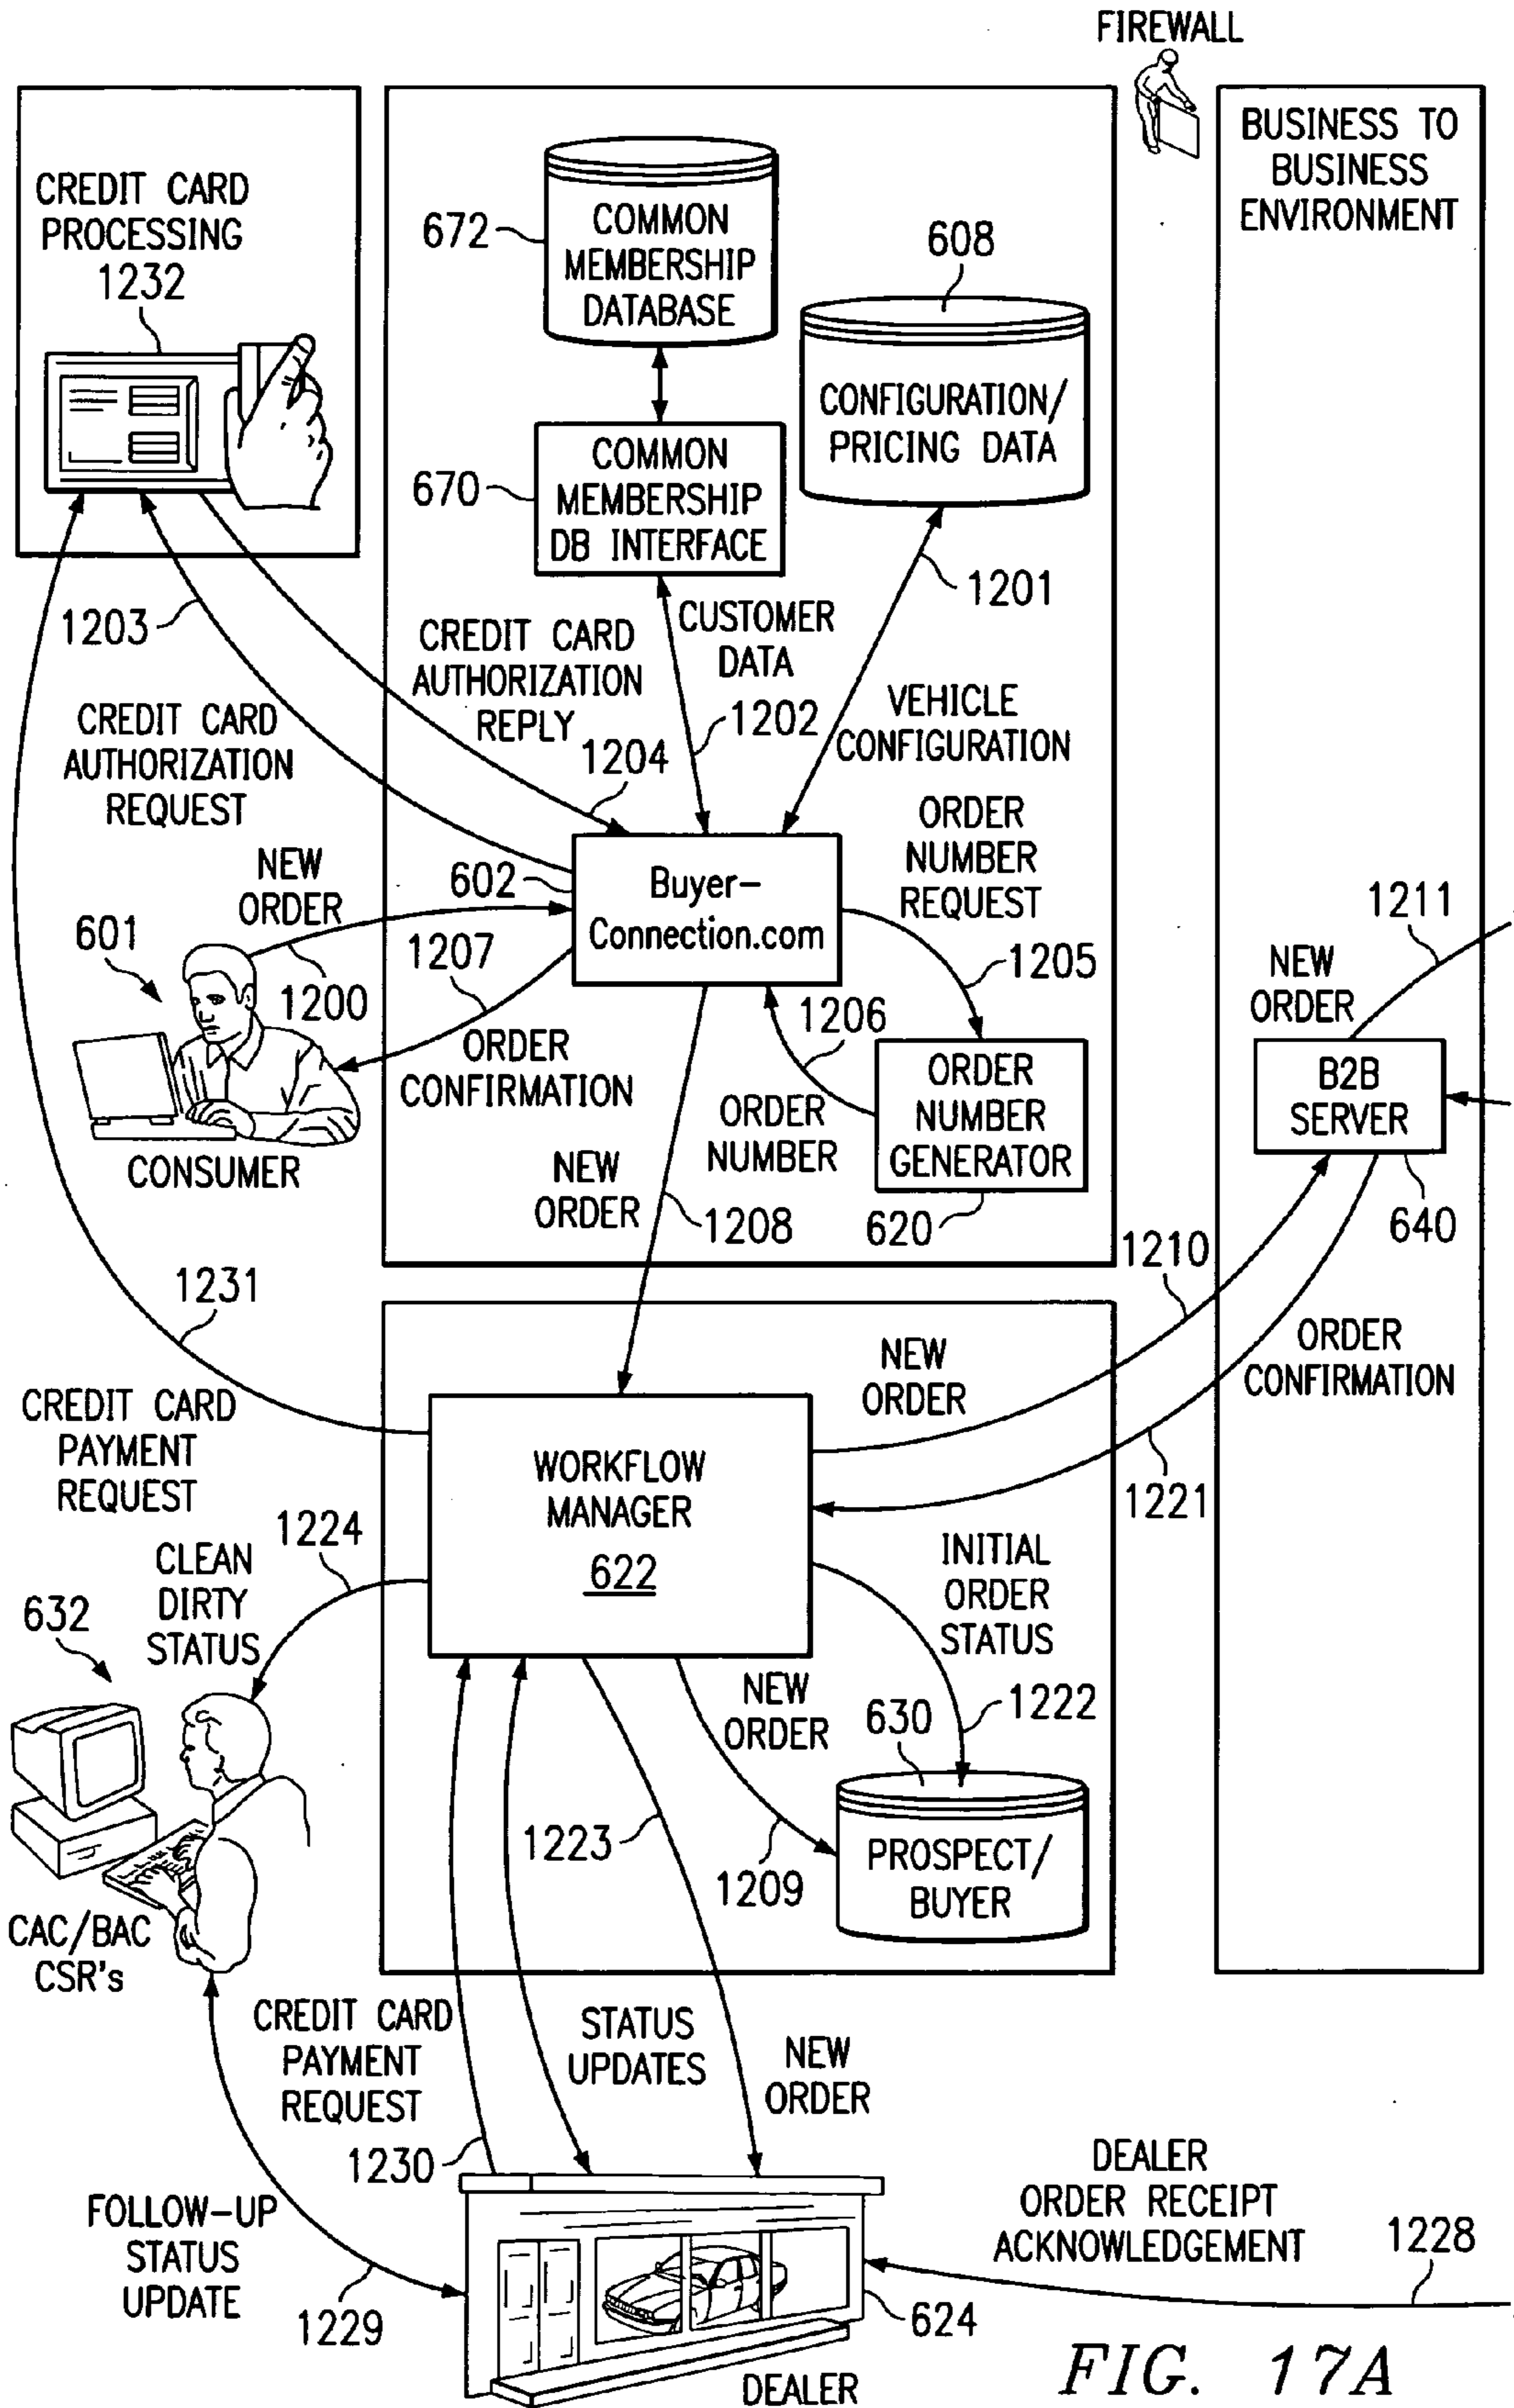 FIREWALL
CREDIT CARD
PROCESSING
1232
672
COMMON
MEMBERSHIP
DATABASE
608
CONFIGURATION/
PRICING DATA
BUSINESS TO
BUSINESS
ENVIRONMENT
670
COMMON
MEMBERSHIP
DB INTERFACE
1201
1203
CREDIT CARD
AUTHORIZATION
REPLY
1204
CUSTOMER
DATA
1202
VEHICLE
CONFIGURATION
CREDIT CARD
AUTHORIZATION
REQUEST
NEW
ORDER
602
Buyer-
Connection.com
ORDER
NUMBER
REQUEST
1205
601
1200
1207
ORDER
CONFIRMATION
1206
ORDER
NUMBER
ORDER
NUMBER
GENERATOR
620
CONSUMER
NEW
ORDER
1208
1211
NEW
ORDER
B2B
SERVER
640
1210
1231
CREDIT CARD
PAYMENT
REQUEST
NEW
ORDER
ORDER
CONFIRMATION
1221
WORKFLOW
MANAGER
622
1224
CLEAN
DIRTY
STATUS
632
INITIAL
ORDER
STATUS
1222
NEW
ORDER
630
1223
1209
PROSPECT/
BUYER
CAC/BAC
CSR's
CREDIT CARD
PAYMENT
REQUEST
1230
STATUS
UPDATES
NEW
ORDER
FOLLOW-UP
STATUS
UPDATE
1229
DEALER
ORDER RECEIPT
ACKNOWLEDGEMENT
1228
624
DEALER
FIG. 17A